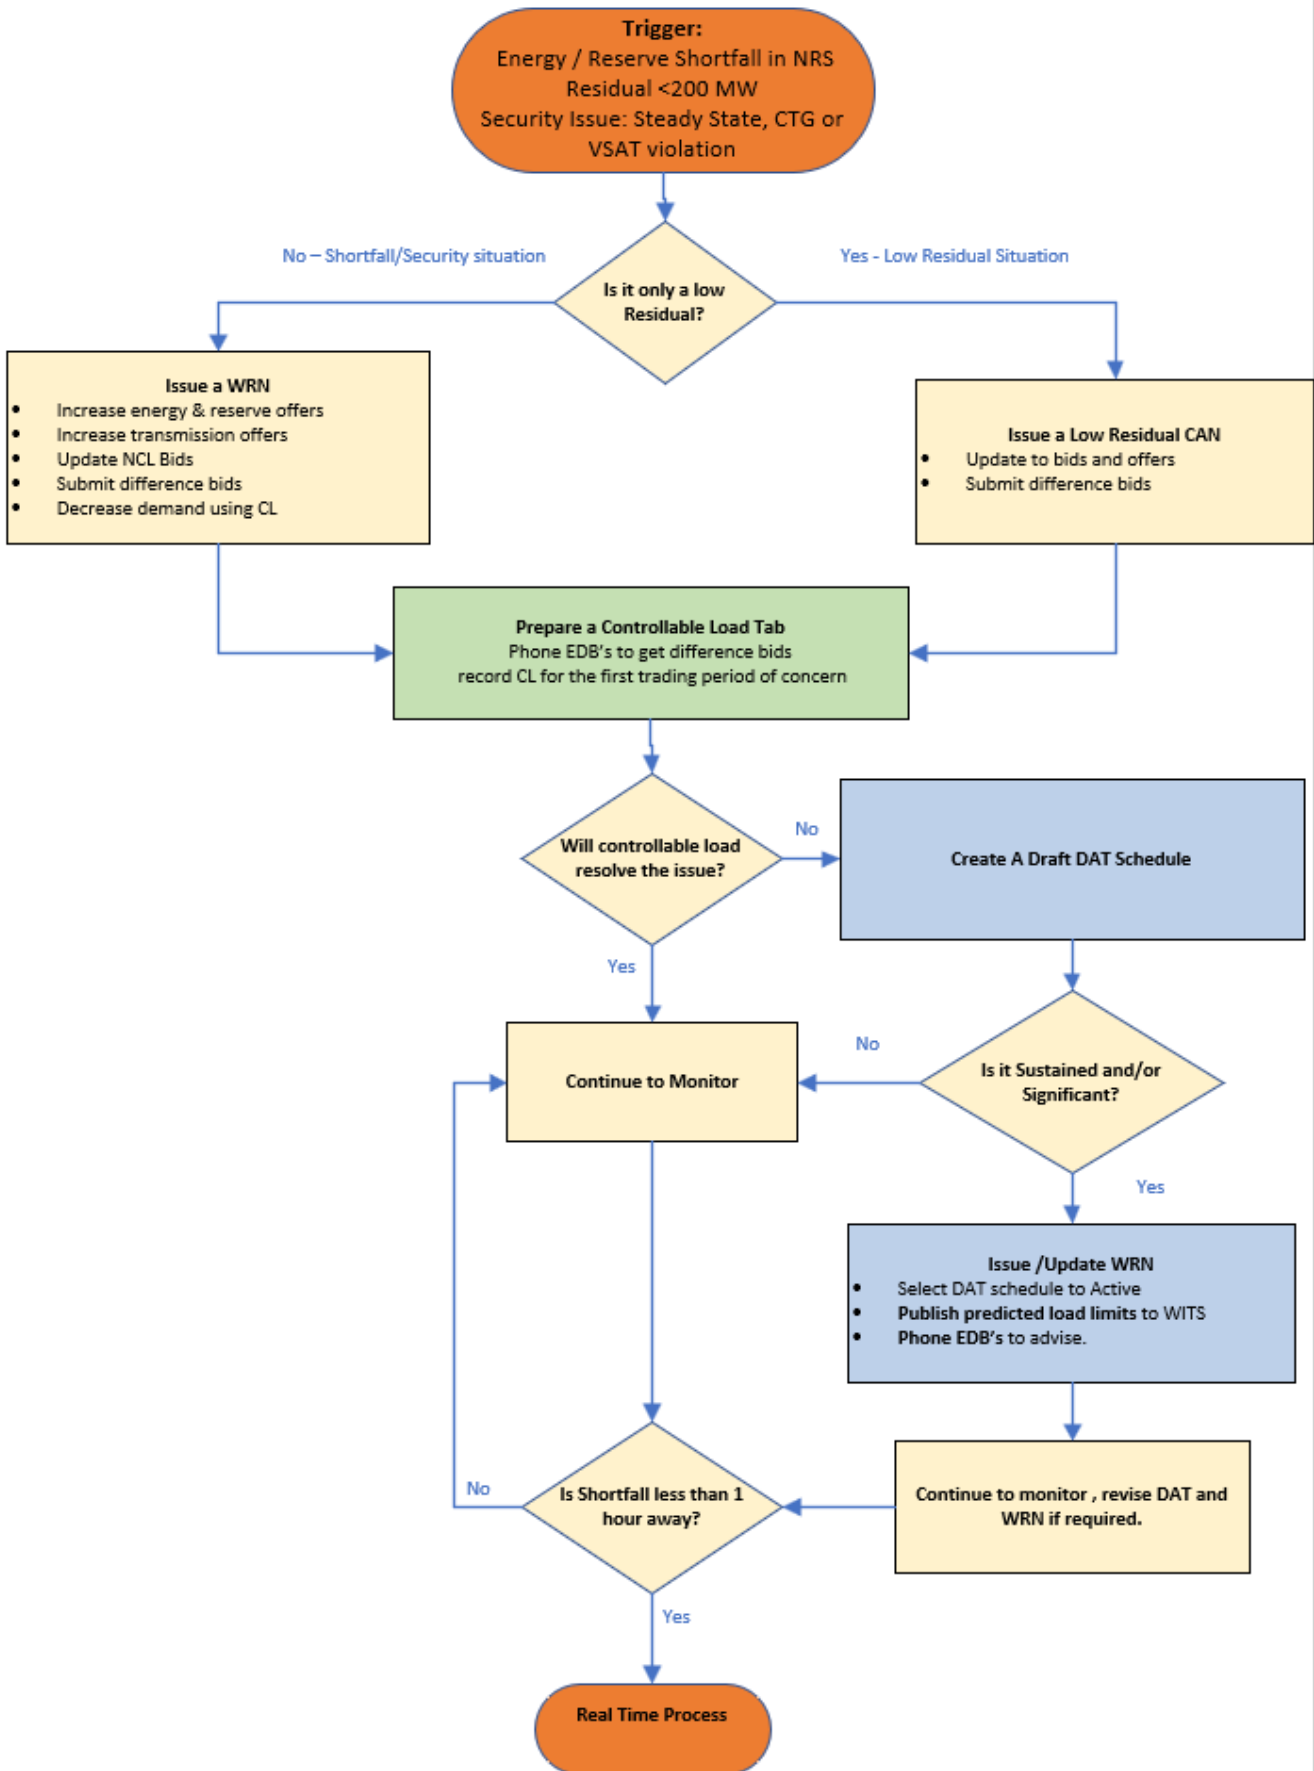 Trigger:
Energy / Reserve Shortfall in NRS
Residual <200 MW
Security Issue: Steady State, CTG or
VSAT violation
No – Shortfall/Security situation
Yes - Low Residual Situation
Is it only a low
Residual?
Issue a WRN
• Increase energy & reserve offers
• Increase transmission offers
• Update NCL Bids
• Submit difference bids
• Decrease demand using CL
Issue a Low Residual CAN
• Update to bids and offers
• Submit difference bids
Prepare a Controllable Load Tab
Phone EDB's to get difference bids
record CL for the first trading period of concern
Will controllable load
resolve the issue?
No
Create A Draft DAT Schedule
Yes
Continue to Monitor
No
Is it Sustained and/or
Significant?
Yes
Issue /Update WRN
• Select DAT schedule to Active
• Publish predicted load limits to WITS
• Phone EDB's to advise.
Continue to monitor , revise DAT and
WRN if required.
Is Shortfall less than 1
hour away?
No
Yes
Real Time Process